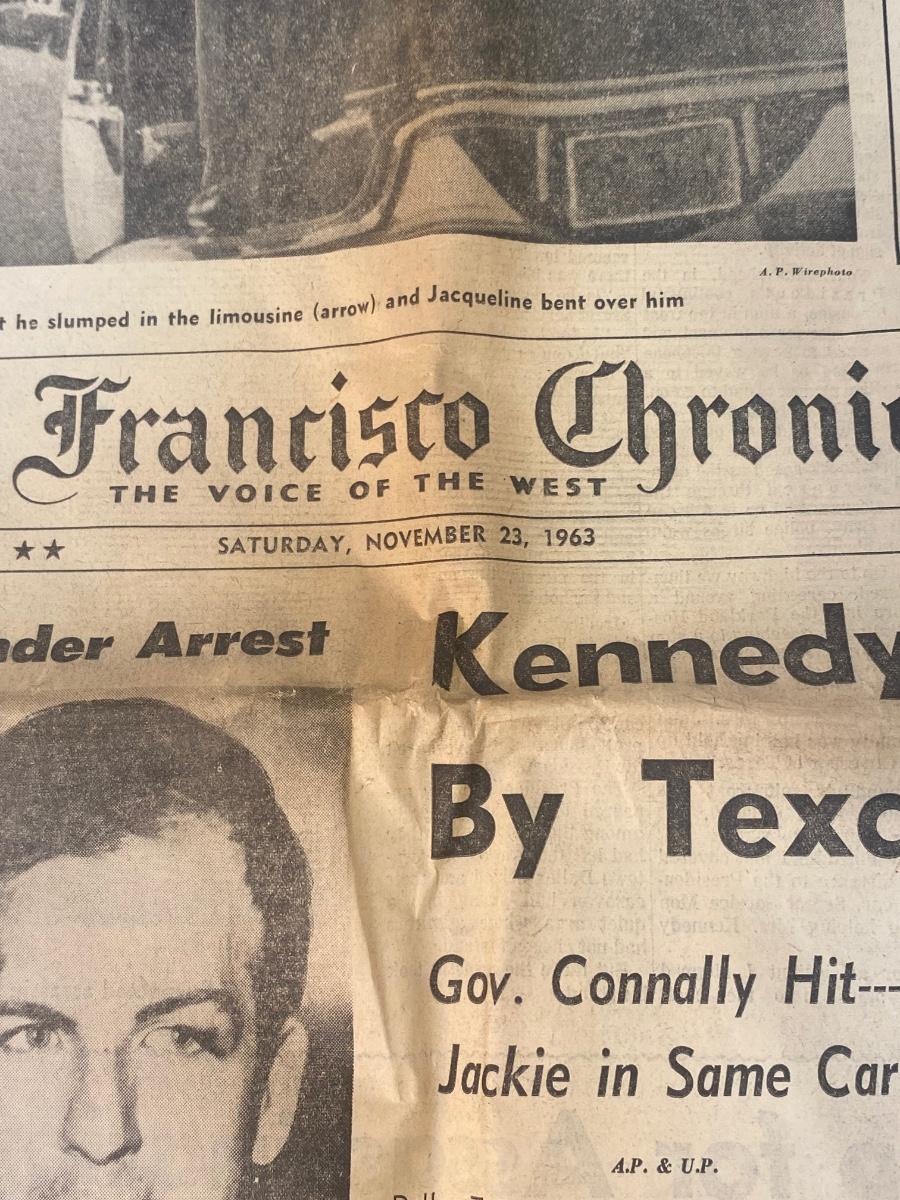 A. P. Wirephoto
t he slumped in the limousine (arrow) and Jacqueline bent over him
Francisco Chronic
THE VOICE OF THE WEST
★★ SATURDAY, NOVEMBER 23, 1963
nder Arrest
Kennedy
By Texa
Gov. Connally Hit---
Jackie in Same Car
A.P. & U.P.